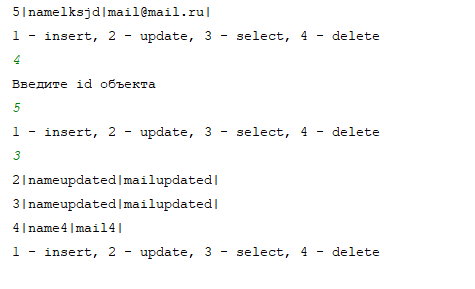 5|namelksjd|mail@mail.ru|
1 - insert, 2 - update, 3 - select, 4 - delete
4
Введите id объекта
5
1 - insert, 2 - update, 3 - select, 4 - delete
3
2|nameupdated|mailupdated|
3|nameupdated|mailupdated|
4|name4|mail4|
1 - insert, 2 - update, 3 - select, 4 - delete